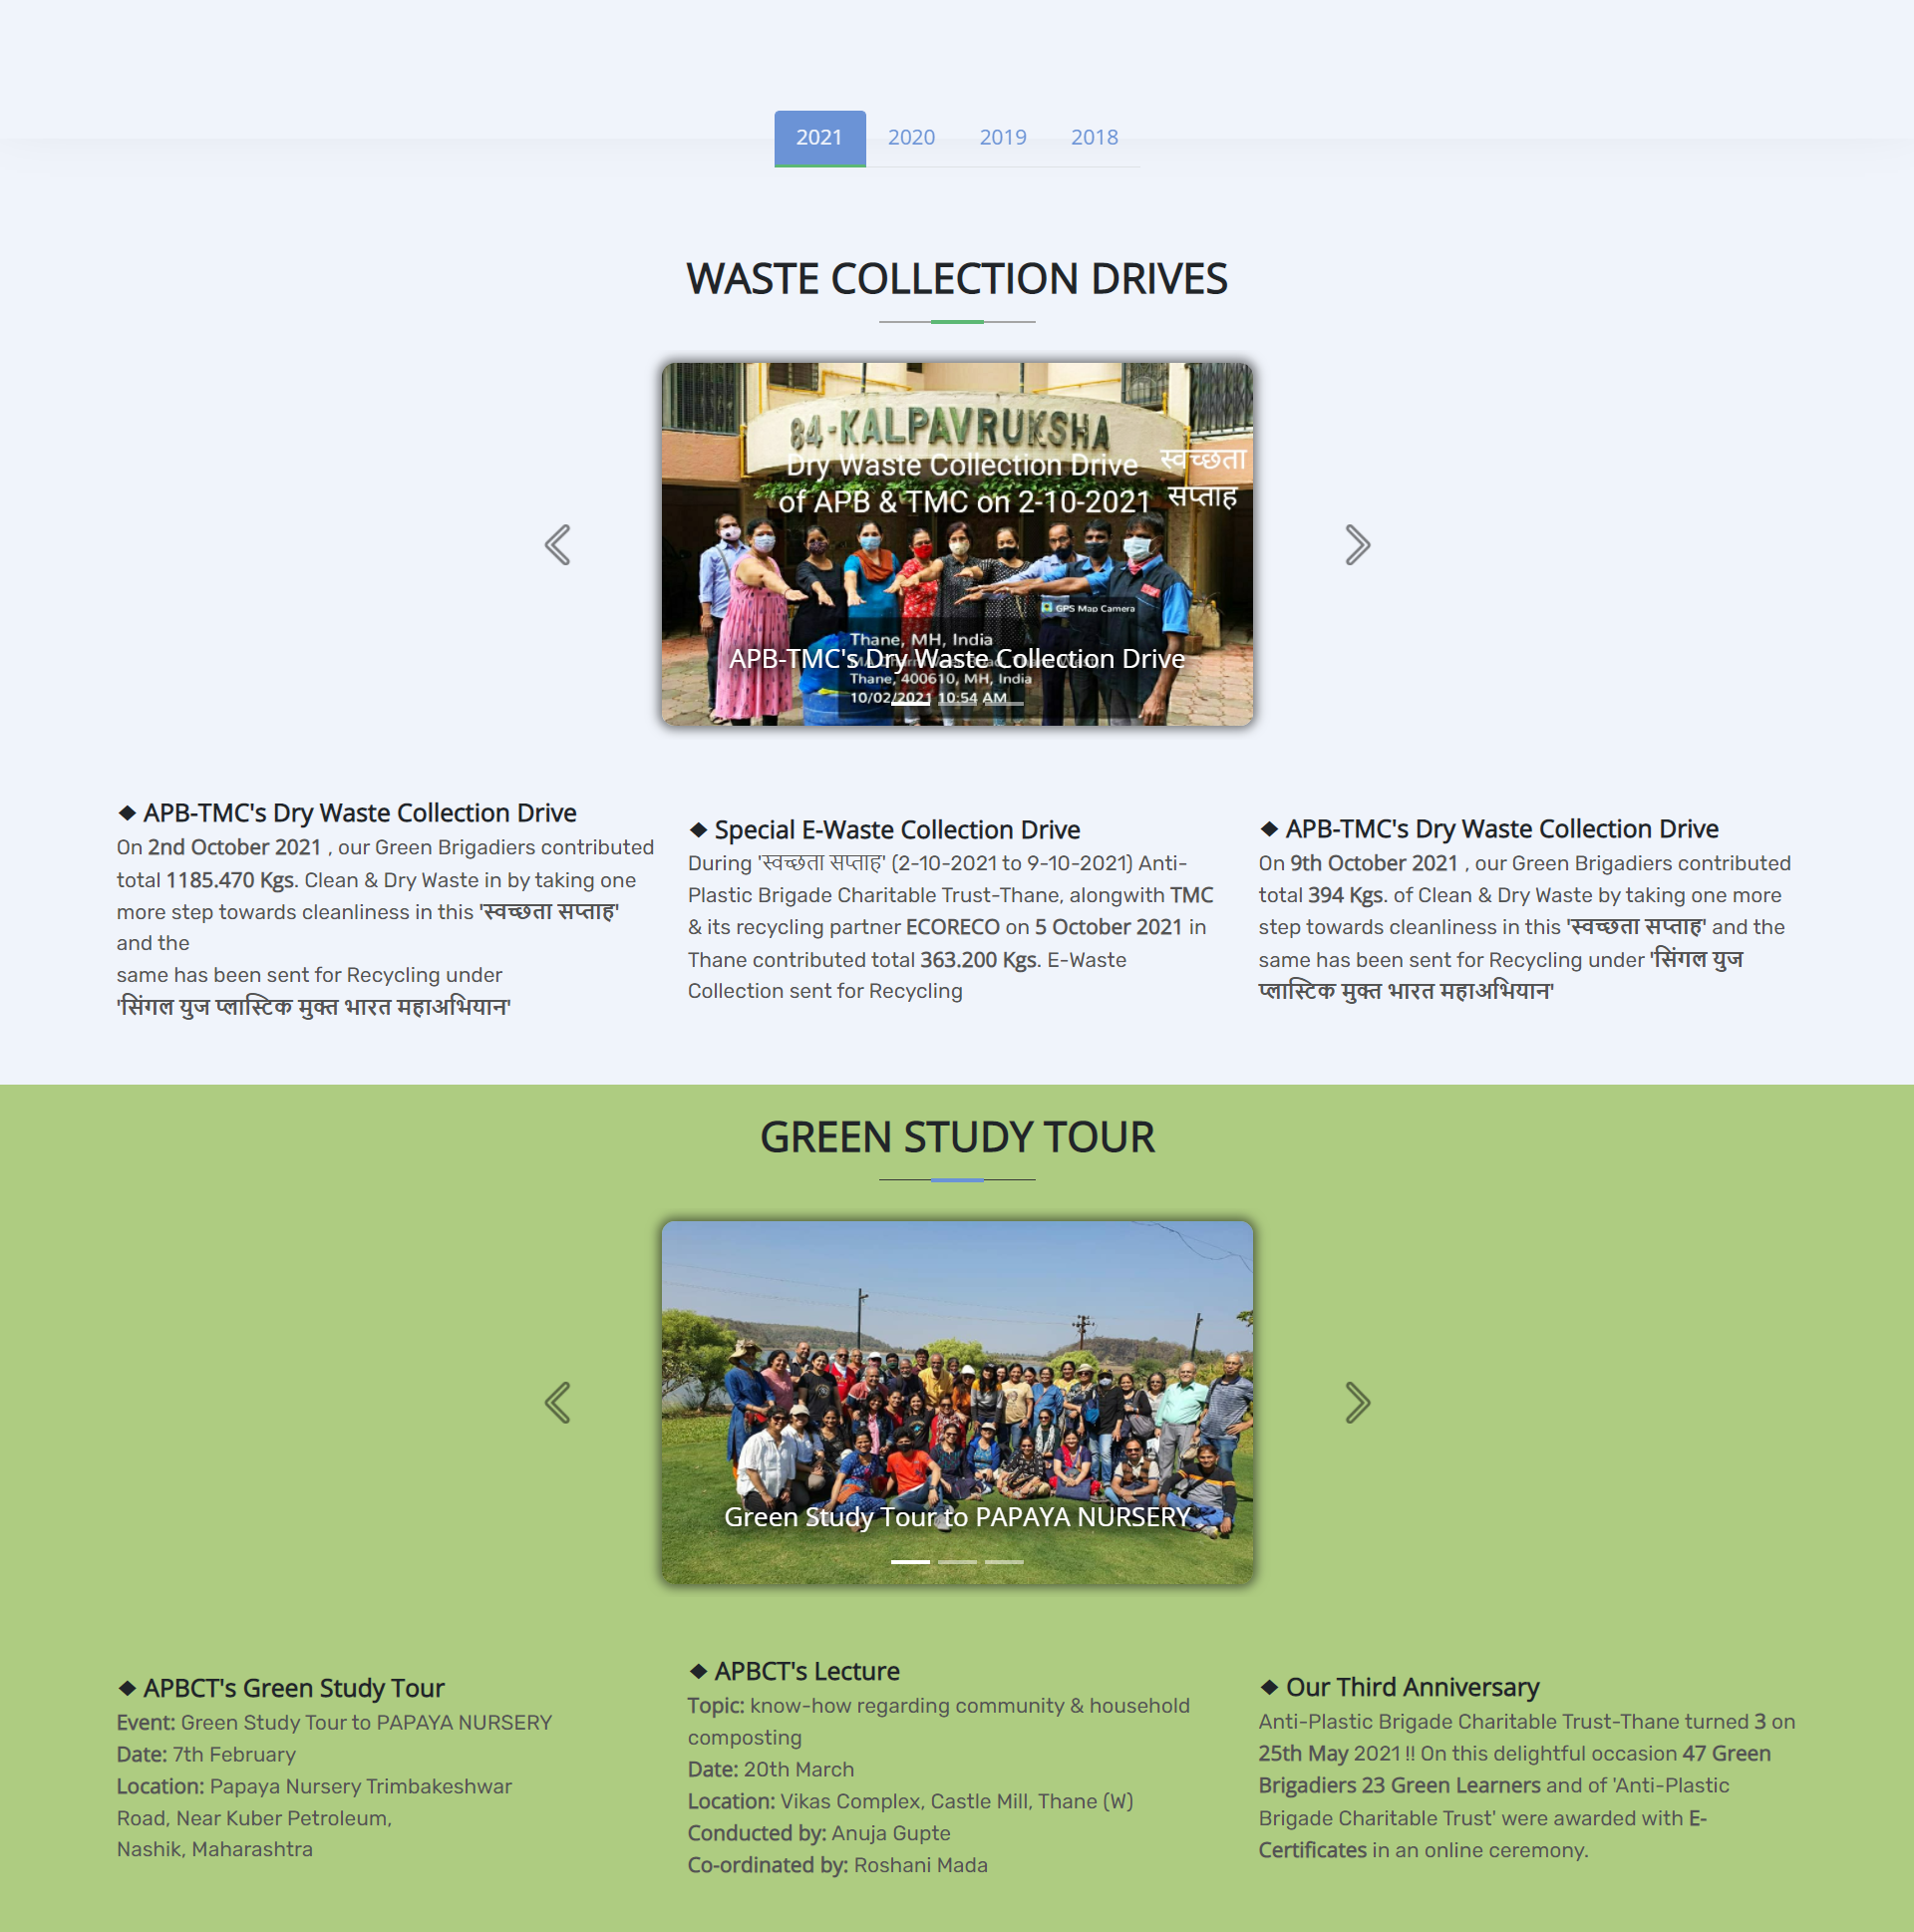 2021 2020 2019 2018
WASTE COLLECTION DRIVES
84-KALPAVRUKSHA
Dry Waste Collection Drive
of APB & TMC on 2-10-2021
स्वच्छता
सप्ताह
GPS Map Camera
Thane, MH, India
APB-TMC's Dry Waste Collection Drive
Thane, 400610, MH, India
10/02/2021 10:54 AM
❖ APB-TMC's Dry Waste Collection Drive
On 2nd October 2021 , our Green Brigadiers contributed
total 1185.470 Kgs. Clean & Dry Waste in by taking one
more step towards cleanliness in this 'स्वच्छता सप्ताह'
and the
same has been sent for Recycling under
'सिंगल युज प्लास्टिक मुक्त भारत महाअभियान'
❖ Special E-Waste Collection Drive
During 'स्वच्छता सप्ताह' (2-10-2021 to 9-10-2021) Anti-
Plastic Brigade Charitable Trust-Thane, alongwith TMC
& its recycling partner ECORECO on 5 October 2021 in
Thane contributed total 363.200 Kgs. E-Waste
Collection sent for Recycling
❖ APB-TMC's Dry Waste Collection Drive
On 9th October 2021 , our Green Brigadiers contributed
total 394 Kgs. of Clean & Dry Waste by taking one more
step towards cleanliness in this 'स्वच्छता सप्ताह' and the
same has been sent for Recycling under 'सिंगल युज
प्लास्टिक मुक्त भारत महाअभियान'
GREEN STUDY TOUR
Green Study Tour to PAPAYA NURSERY
❖ APBCT's Green Study Tour
Event: Green Study Tour to PAPAYA NURSERY
Date: 7th February
Location: Papaya Nursery Trimbakeshwar
Road, Near Kuber Petroleum,
Nashik, Maharashtra
❖ APBCT's Lecture
Topic: know-how regarding community & household
composting
Date: 20th March
Location: Vikas Complex, Castle Mill, Thane (W)
Conducted by: Anuja Gupte
Co-ordinated by: Roshani Mada
❖ Our Third Anniversary
Anti-Plastic Brigade Charitable Trust-Thane turned 3 on
25th May 2021 !! On this delightful occasion 47 Green
Brigadiers 23 Green Learners and of 'Anti-Plastic
Brigade Charitable Trust' were awarded with E-
Certificates in an online ceremony.